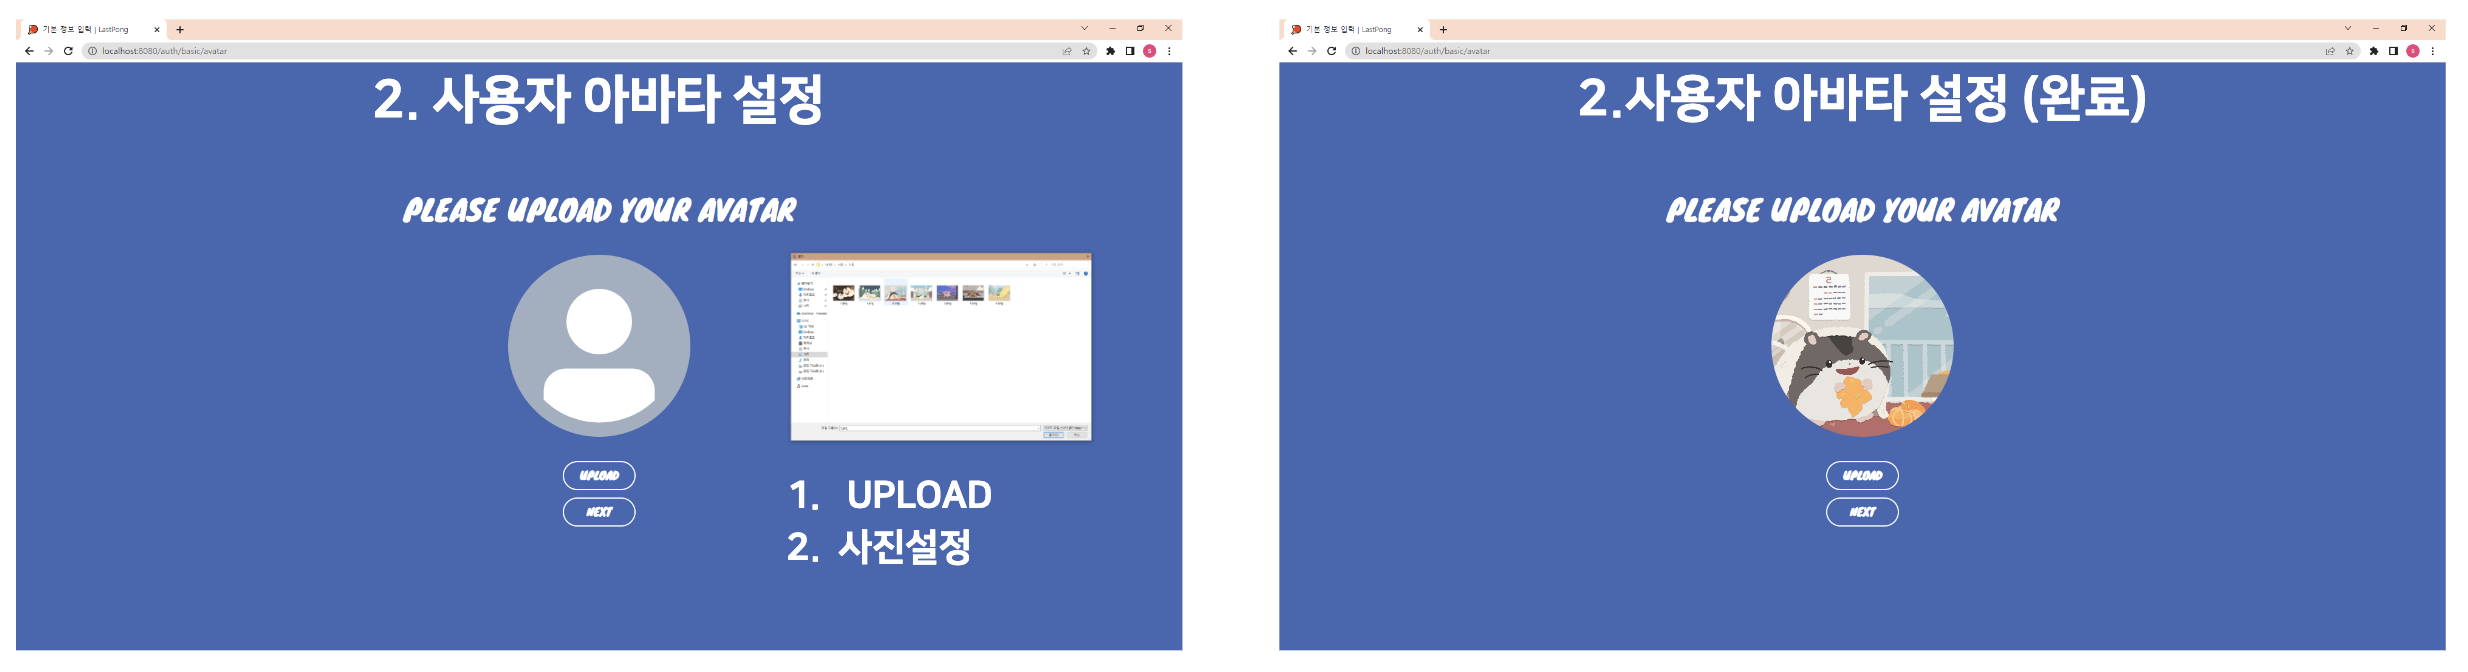 기본 정보 입력 | LastPong
localhost:8080/auth/basic/avatar
2. 사용자 아바타 설정
PLEASE UPLOAD YOUR AVATAR
UPLOAD
NEXT
1. UPLOAD
2. 사진설정
기본 정보 입력 | LastPong
localhost:8080/auth/basic/avatar
2.사용자 아바타 설정 (완료)
PLEASE UPLOAD YOUR AVATAR
UPLOAD
NEXT